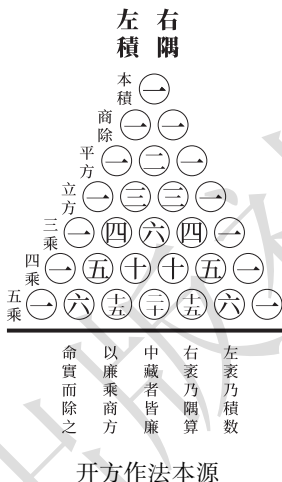 右隅
左積
本積 一
商除 一 一
平方 一 二 一
立方 一 三 三 一
三乘 一 四 六 四 一
四乘 一 五 十 十 五 一
五乘 一 六 十五 二十 十五 六 一
左袤乃積数
右袤乃隅算
中藏者皆廉
以廉乘商方
命實而除之
开方作法本源